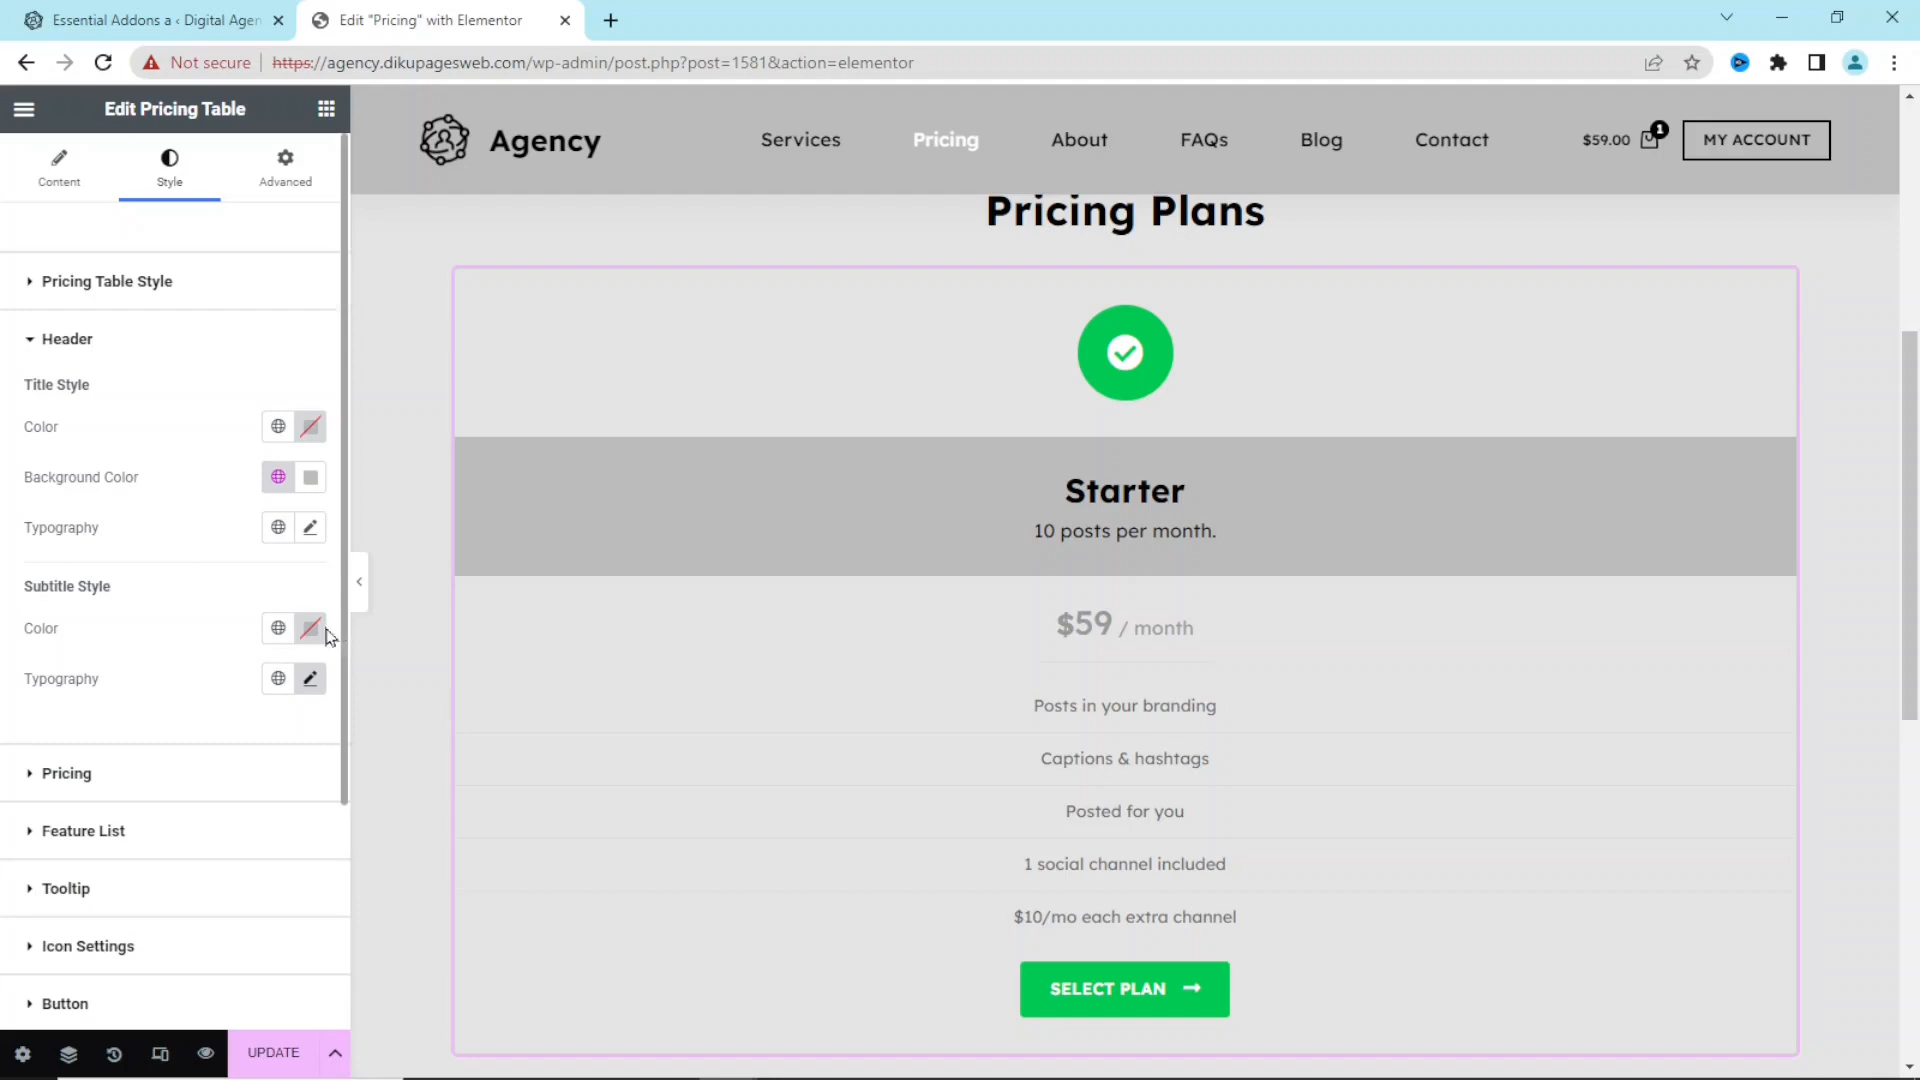 Essential Addons a ‹ Digital Agen
Edit "Pricing" with Elementor
Not secure
https://agency.dikupagesweb.com/wp-admin/post.php?post=1581&action=elementor
Edit Pricing Table
Content
Style
Advanced
Pricing Table Style
Header
Title Style
Color
Background Color
Typography
Subtitle Style
Color
Typography
Pricing
Feature List
Tooltip
Icon Settings
Button
UPDATE
Agency
Services
Pricing
About
FAQs
Blog
Contact
$59.00
1
MY ACCOUNT
Pricing Plans
Starter
10 posts per month.
$59 / month
Posts in your branding
Captions & hashtags
Posted for you
1 social channel included
$10/mo each extra channel
SELECT PLAN